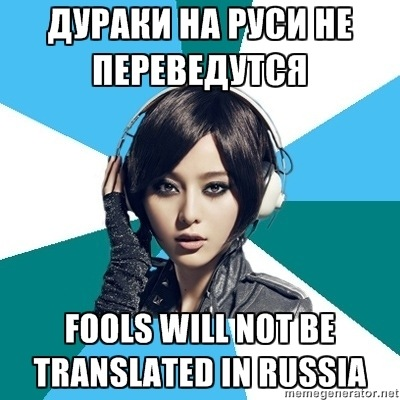 ДУРАКИ НА РУСИ НЕ
ПЕРЕВЕДУТСЯ
FOOLS WILL NOT BE
TRANSLATED IN RUSSIA
memegenerator.net